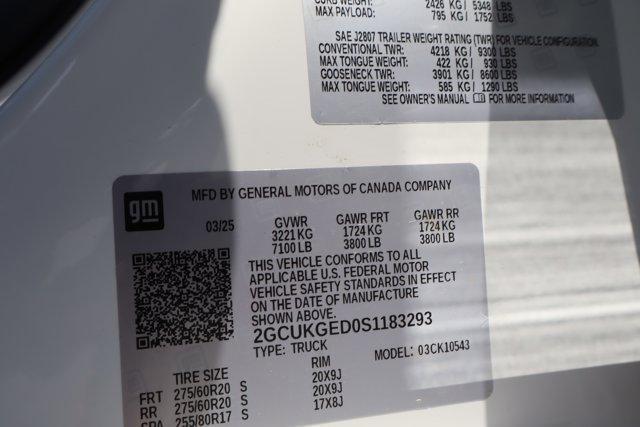 CURB WEIGHT: 2426 KG / 5348 LBS
MAX PAYLOAD: 795 KG / 1752 LBS
SAE J2807 TRAILER WEIGHT RATING (TWR) FOR VEHICLE CONFIGURATION
CONVENTIONAL TWR: 4218 KG / 9300 LBS
MAX TONGUE WEIGHT: 422 KG / 930 LBS
GOOSENECK TWR: 3901 KG / 8600 LBS
MAX TONGUE WEIGHT: 585 KG / 1290 LBS
SEE OWNER'S MANUAL FOR MORE INFORMATION
gm
MFD BY GENERAL MOTORS OF CANADA COMPANY
03/25 GVWR GAWR FRT GAWR RR
3221 KG 1724 KG 1724 KG
7100 LB 3800 LB 3800 LB
THIS VEHICLE CONFORMS TO ALL
APPLICABLE U.S. FEDERAL MOTOR
VEHICLE SAFETY STANDARDS IN EFFECT
ON THE DATE OF MANUFACTURE
SHOWN ABOVE.
2GCUKGED0S1183293
TYPE: TRUCK MODEL: 03CK10543
TIRE SIZE RIM
FRT 275/60R20 S 20X9J
RR 275/60R20 S 20X9J
SPA 255/80R17 S 17X8J